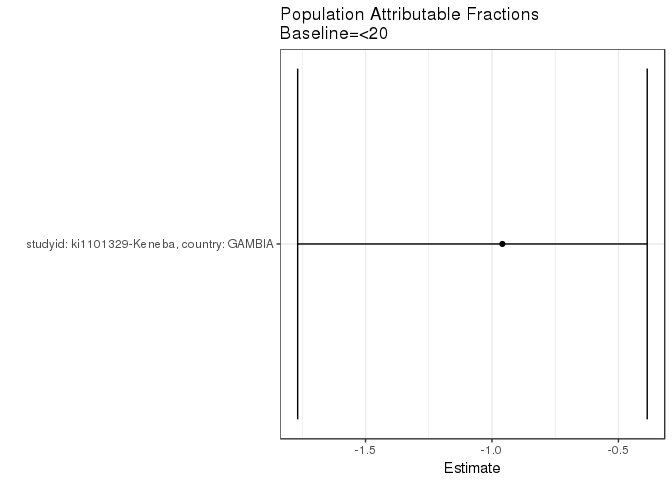 Population Attributable Fractions
Baseline=<20
studyid: ki1101329-Keneba, country: GAMBIA
-1.5
-1.0
-0.5
Estimate